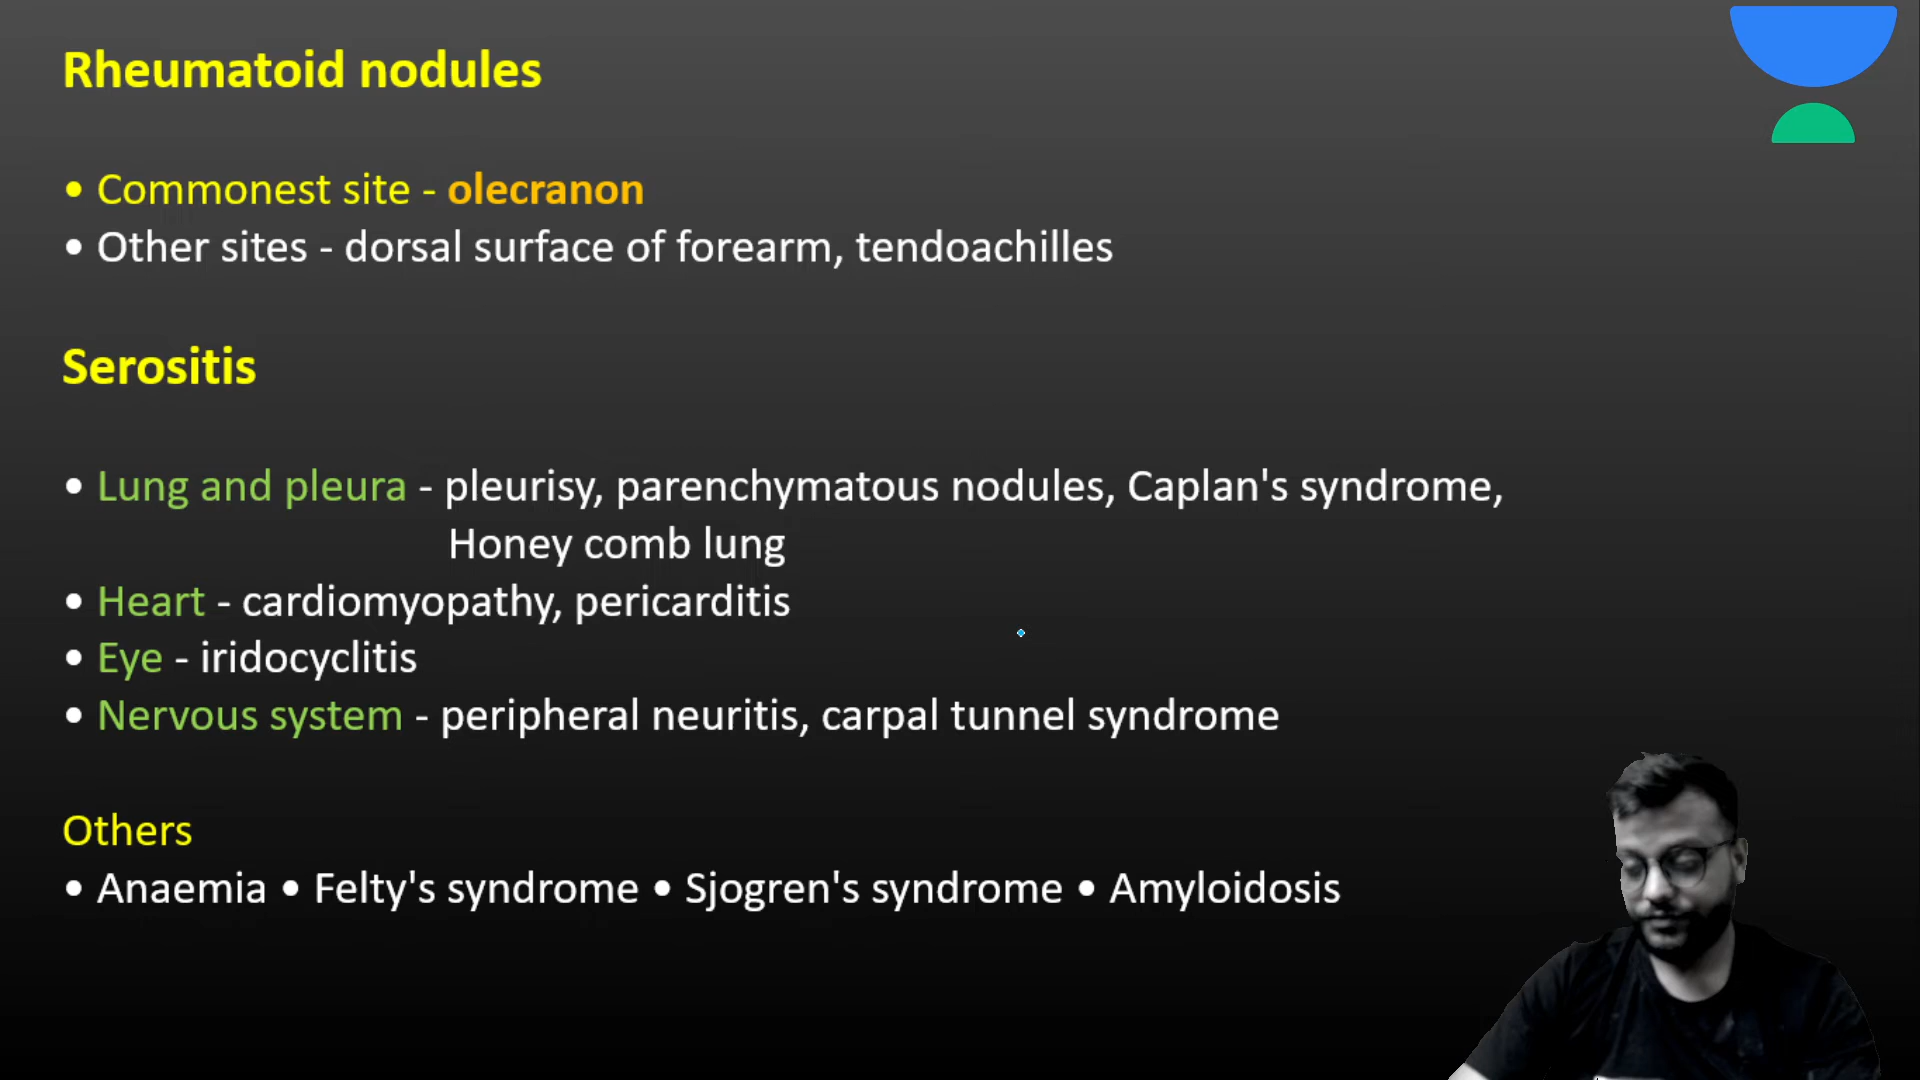 Rheumatoid nodules
• Commonest site - olecranon
• Other sites - dorsal surface of forearm, tendoachilles
Serositis
• Lung and pleura - pleurisy, parenchymatous nodules, Caplan's syndrome,
Honey comb lung
• Heart - cardiomyopathy, pericarditis
• Eye - iridocyclitis
• Nervous system - peripheral neuritis, carpal tunnel syndrome
Others
• Anaemia • Felty's syndrome • Sjogren's syndrome • Amyloidosis